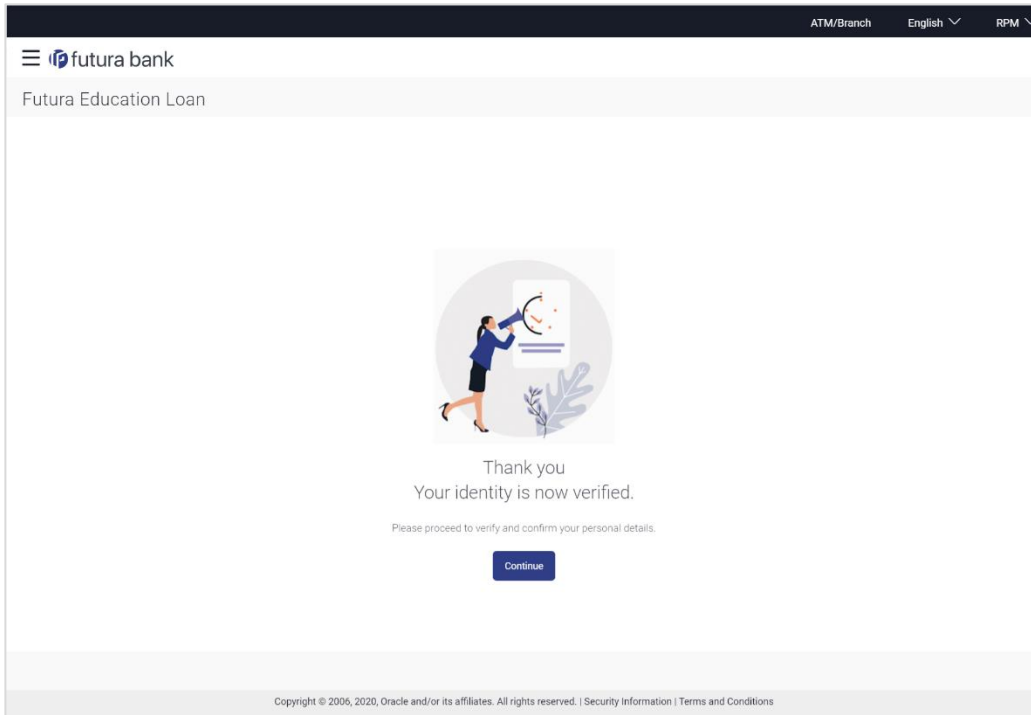 ATM/Branch English RPM
futura bank
Futura Education Loan
Thank you
Your identity is now verified.
Please proceed to verify and confirm your personal details.
Continue
Copyright © 2006, 2020, Oracle and/or its affiliates. All rights reserved. | Security Information | Terms and Conditions